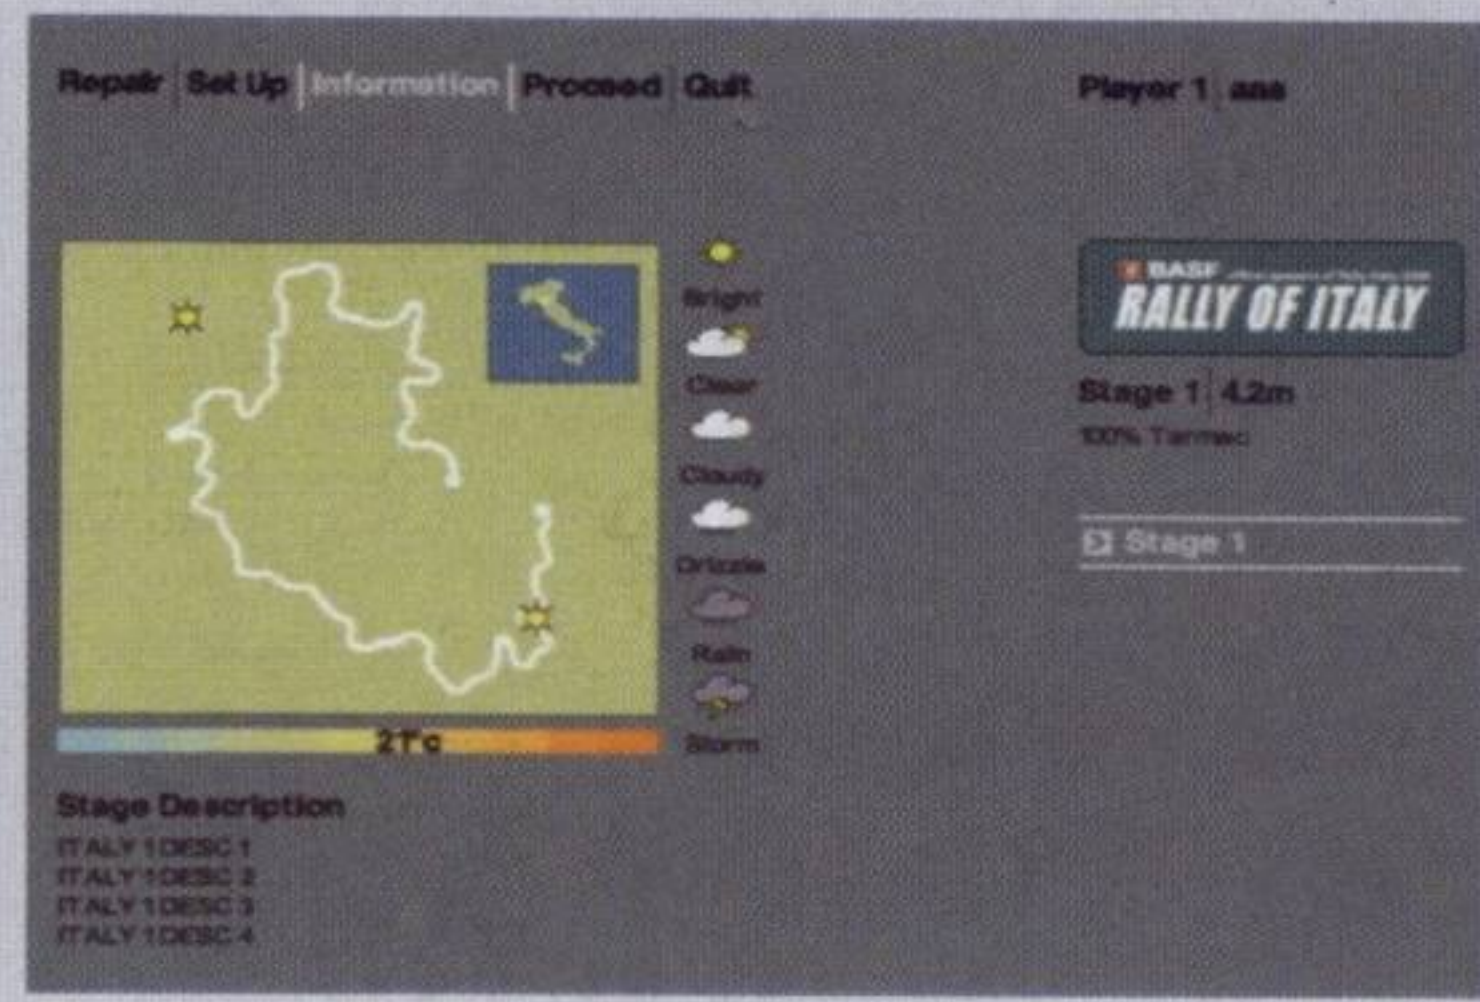 Repair Set Up Information Proceed Quit
Player 1 ana
Bright
Clear
Cloudy
Drizzle
Rain
Storm
21°c
BASF
RALLY OF ITALY
Stage 1 4.2m
100% Tarmac
Stage 1
Stage Description
ITALY 1 DESC 1
ITALY 1 DESC 2
ITALY 1 DESC 3
ITALY 1 DESC 4